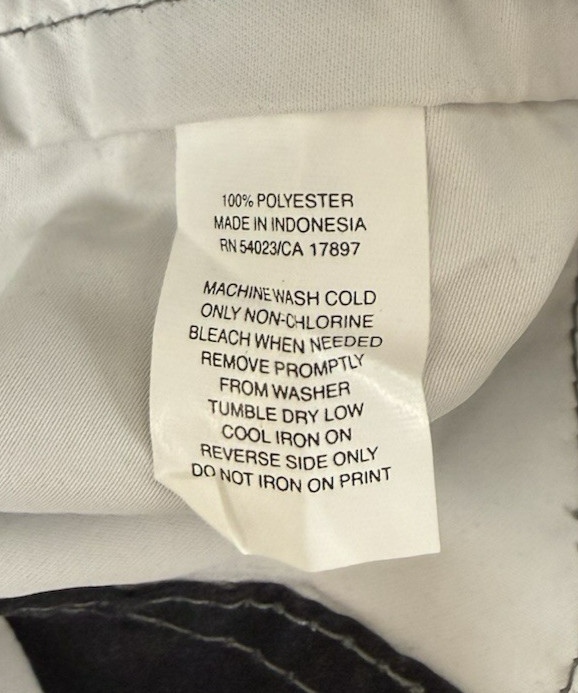 100% POLYESTER
MADE IN INDONESIA
RN 54023/CA 17897
MACHINE WASH COLD
ONLY NON-CHLORINE
BLEACH WHEN NEEDED
REMOVE PROMPTLY
FROM WASHER
TUMBLE DRY LOW
COOL IRON ON
REVERSE SIDE ONLY
DO NOT IRON ON PRINT